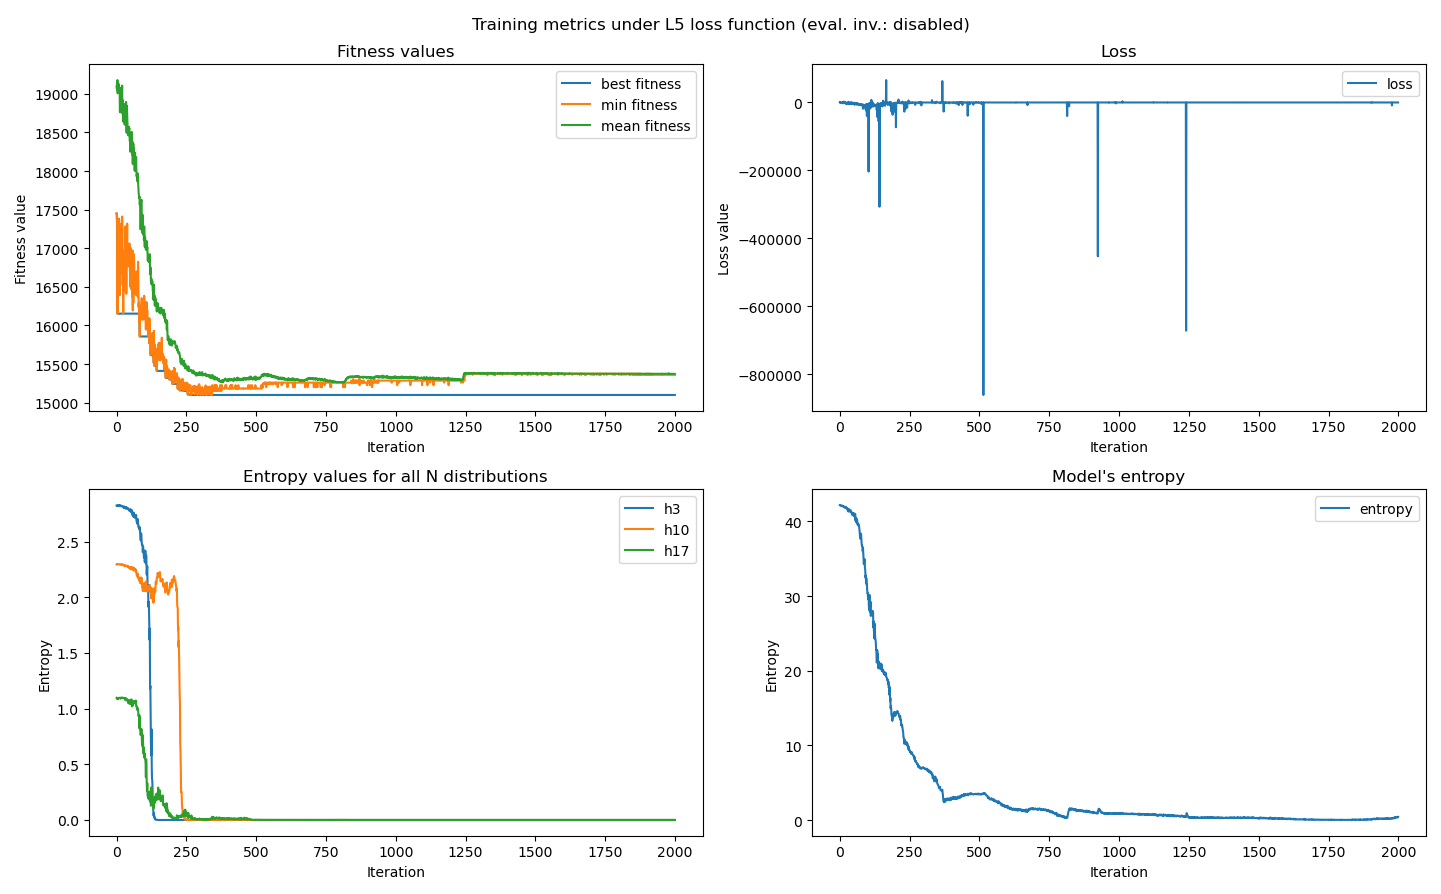 Training metrics under L5 loss function (eval. inv.: disabled)
Fitness values
best fitness
min fitness
mean fitness
Fitness value
19000
18500
18000
17500
17000
16500
16000
15500
15000
0 250 500 750 1000 1250 1500 1750 2000
Iteration
Loss
loss
Loss value
0
−200000
−400000
−600000
−800000
0 250 500 750 1000 1250 1500 1750 2000
Iteration
Entropy values for all N distributions
h3
h10
h17
Entropy
2.5
2.0
1.5
1.0
0.5
0.0
0 250 500 750 1000 1250 1500 1750 2000
Iteration
Model's entropy
entropy
Entropy
40
30
20
10
0
0 250 500 750 1000 1250 1500 1750 2000
Iteration